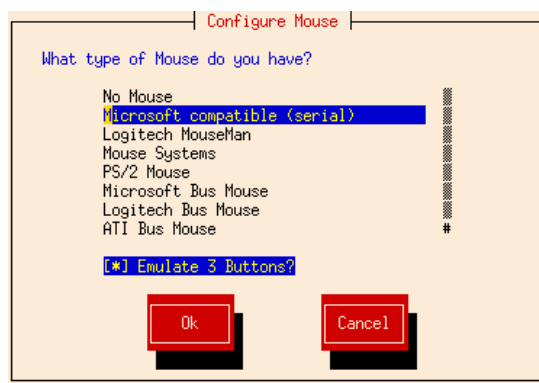 Configure Mouse
What type of Mouse do you have?
No Mouse
Microsoft compatible (serial)
Logitech MouseMan
Mouse Systems
PS/2 Mouse
Microsoft Bus Mouse
Logitech Bus Mouse
ATI Bus Mouse #
[*] Emulate 3 Buttons?
Ok Cancel